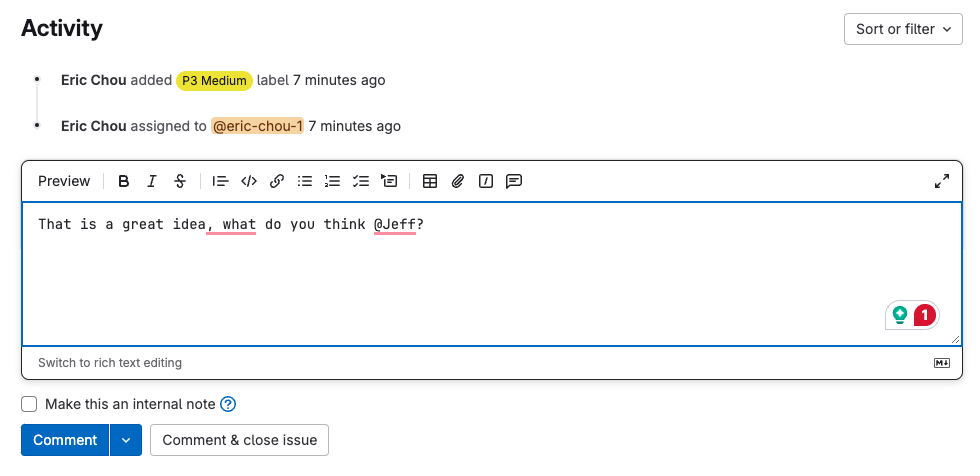 Activity
Sort or filter
Eric Chou added P3 Medium label 7 minutes ago
Eric Chou assigned to @eric-chou-1 7 minutes ago
Preview
That is a great idea, what do you think @Jeff?
1
Switch to rich text editing
Make this an internal note
Comment
Comment & close issue